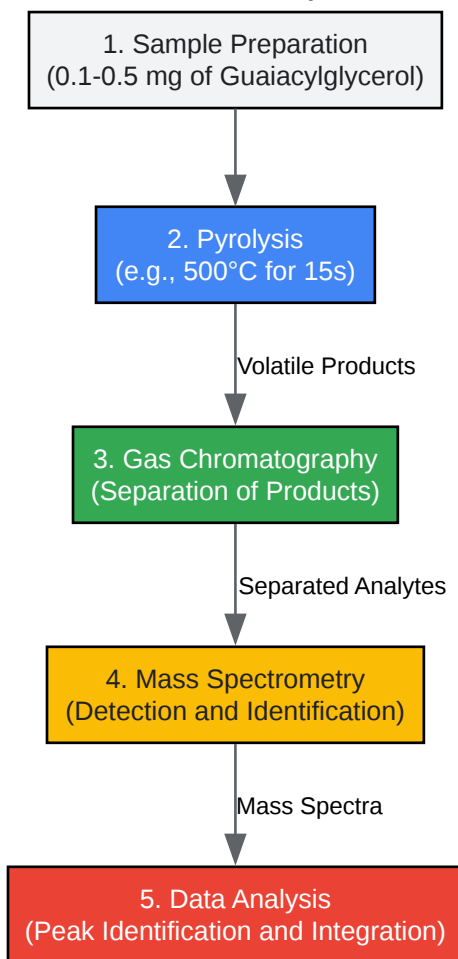 1. Sample Preparation
(0.1-0.5 mg of Guaiacylglycerol)
2. Pyrolysis
(e.g., 500°C for 15s)
Volatile Products
3. Gas Chromatography
(Separation of Products)
Separated Analytes
4. Mass Spectrometry
(Detection and Identification)
Mass Spectra
5. Data Analysis
(Peak Identification and Integration)